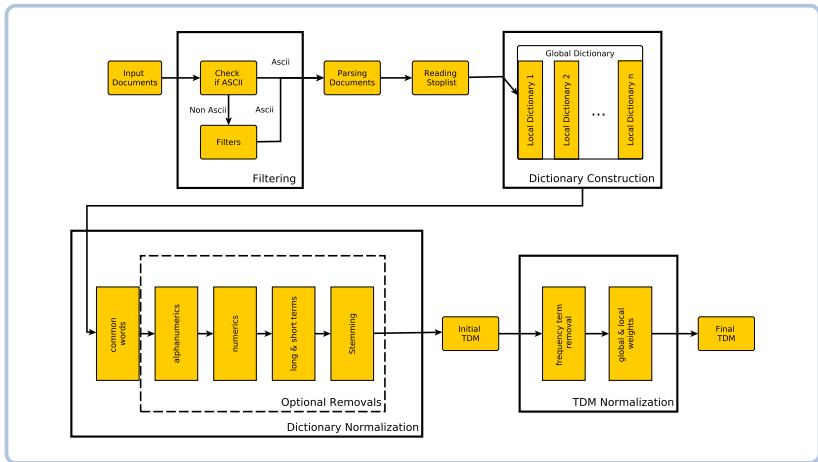 Input
Documents
Check
if ASCII
Ascii
Non Ascii
Ascii
Filters
Filtering
Parsing
Documents
Reading
Stoplist
Global Dictionary
Local Dictionary 1
Local Dictionary 2
...
Local Dictionary n
Dictionary Construction
common
words
alphanumerics
numerics
long & short terms
Stemming
Optional Removals
Dictionary Normalization
Initial
TDM
frequency term
removal
global & local
weights
TDM Normalization
Final
TDM